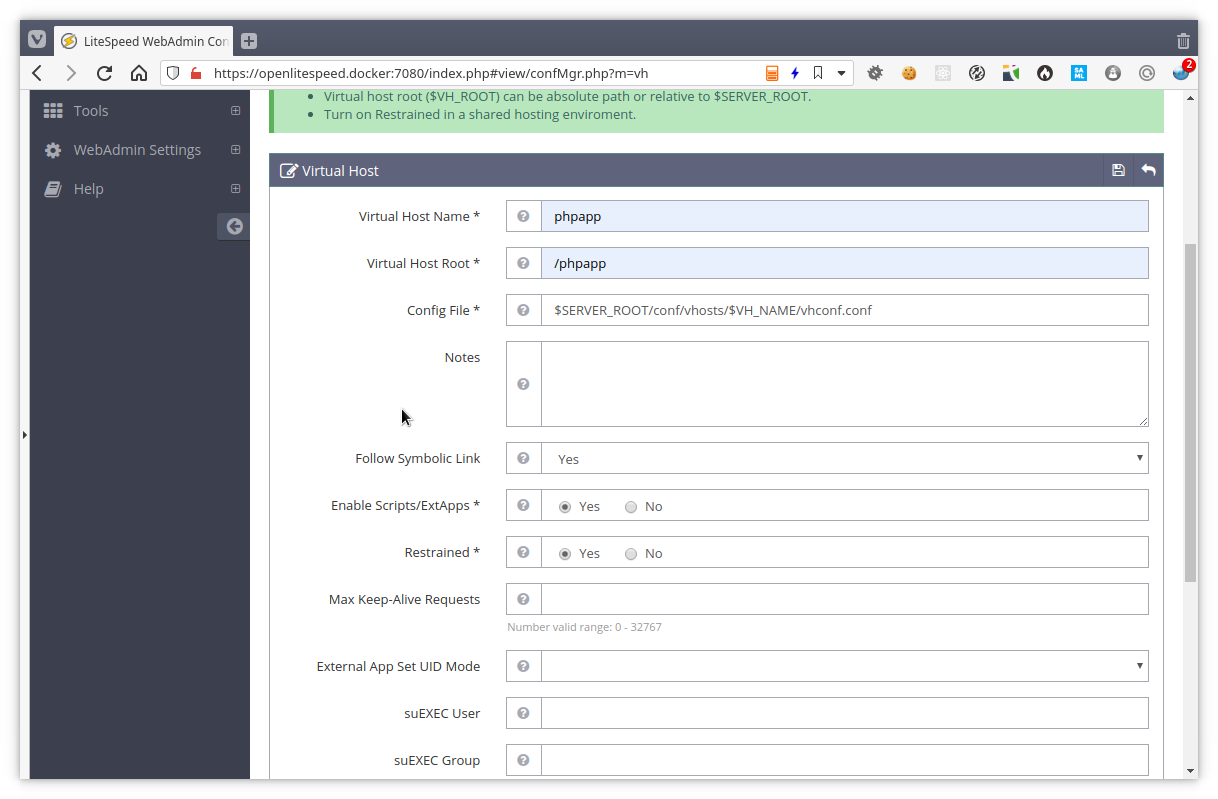 LiteSpeed WebAdmin Con
https://openlitespeed.docker:7080/index.php#view/confMgr.php?m=vh
SA
ML
2
Tools
WebAdmin Settings
Help
Virtual host root ($VH_ROOT) can be absolute path or relative to $SERVER_ROOT.
Turn on Restrained in a shared hosting enviroment.
Virtual Host
Virtual Host Name * phpapp
Virtual Host Root * /phpapp
Config File * $SERVER_ROOT/conf/vhosts/$VH_NAME/vhconf.conf
Notes
Follow Symbolic Link Yes
Enable Scripts/ExtApps * Yes No
Restrained * Yes No
Max Keep-Alive Requests
Number valid range: 0 - 32767
External App Set UID Mode
suEXEC User
suEXEC Group